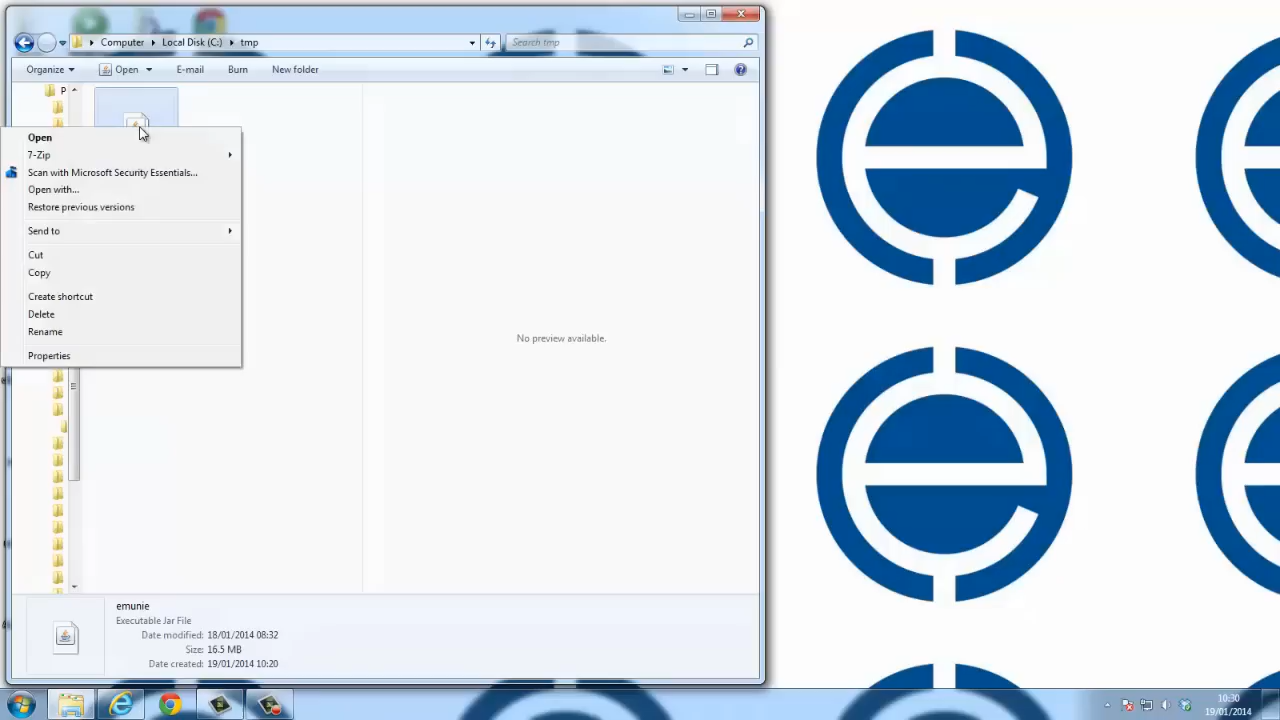 Computer
Local Disk (C:)
tmp
Search tmp
Organize
Open
E-mail
Burn
New folder
P
Open
7-Zip
Scan with Microsoft Security Essentials...
Open with...
Restore previous versions
Send to
Cut
Copy
Create shortcut
Delete
Rename
Properties
No preview available.
emunie
Executable Jar File
Date modified: 18/01/2014 08:32
Size: 16.5 MB
Date created: 19/01/2014 10:20
10:30
19/01/2014